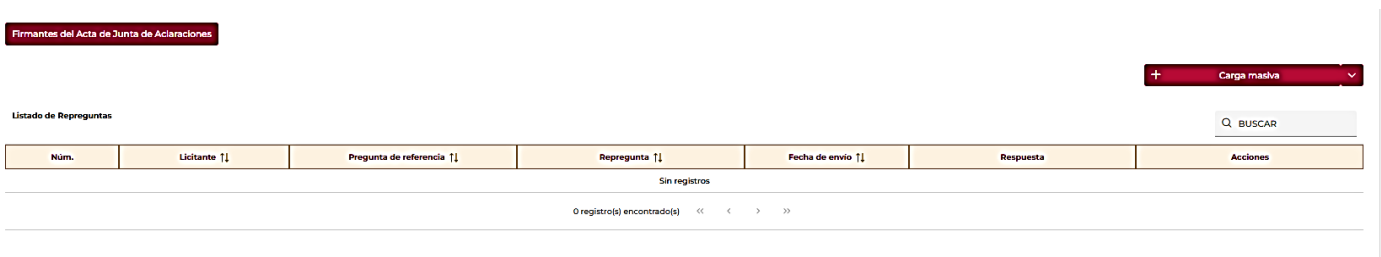 Firmantes del Acta de Junta de Aclaraciones
+ Carga masiva
Listado de Repreguntas
BUSCAR
Núm. Licitante ↑↓ Pregunta de referencia ↑↓ Repregunta ↑↓ Fecha de envío ↑↓ Respuesta Acciones
Sin registros
0 registro(s) encontrado(s) << < > >>